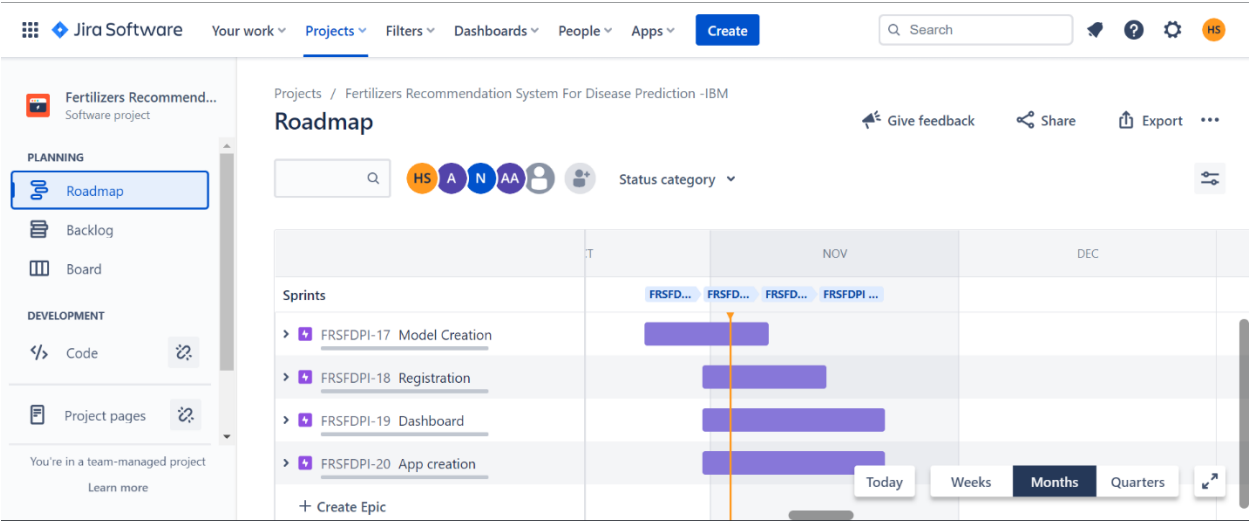 Jira Software Your work Projects Filters Dashboards People Apps Create Search HS
Fertilizers Recommend...
Software project
PLANNING
Roadmap
Backlog
Board
DEVELOPMENT
Code
Project pages
You're in a team-managed project
Learn more
Projects / Fertilizers Recommendation System For Disease Prediction -IBM
Roadmap
Give feedback Share Export
HS A N AA Status category
NOV DEC
Sprints FRSFD... FRSFD... FRSFD... FRSFDPI ...
FRSFDPI-17 Model Creation
FRSFDPI-18 Registration
FRSFDPI-19 Dashboard
FRSFDPI-20 App creation
+ Create Epic
Today Weeks Months Quarters